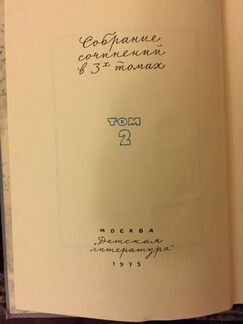 Собрание
сочинений
в 3х томах
ТОМ
2
МОСКВА
„Детская
литература"
1975